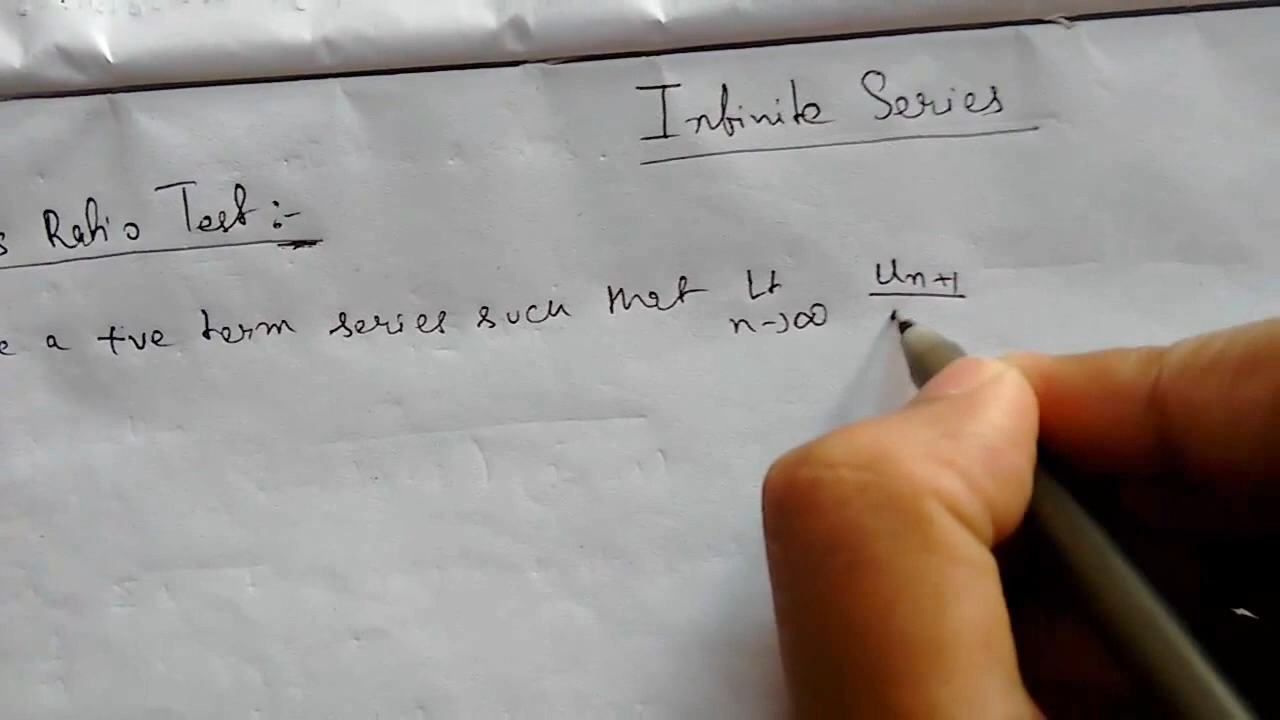 Infinite Series
s Ratio Test:-
e a +ve term series such that Lt Un+1
n→∞